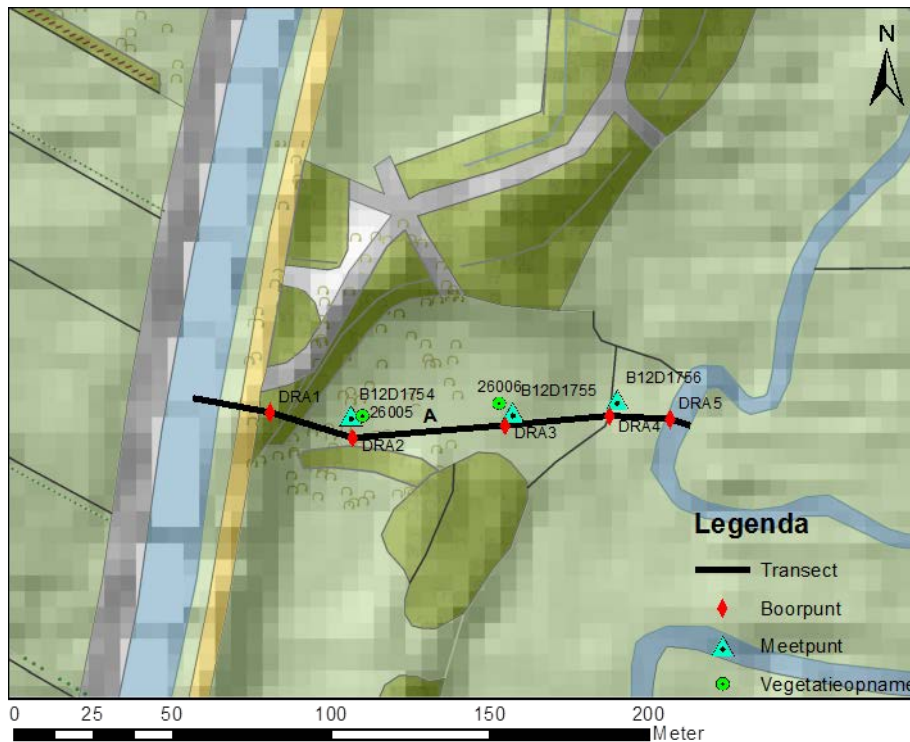 N
B12D1756
26006
B12D1755
B12D1754
DRA1
26005
A
DRA5
DRA4
DRA3
DRA2
Legenda
Transect
Boorpunt
Meetpunt
Vegetatieopname
0 25 50 100 150 200
Meter